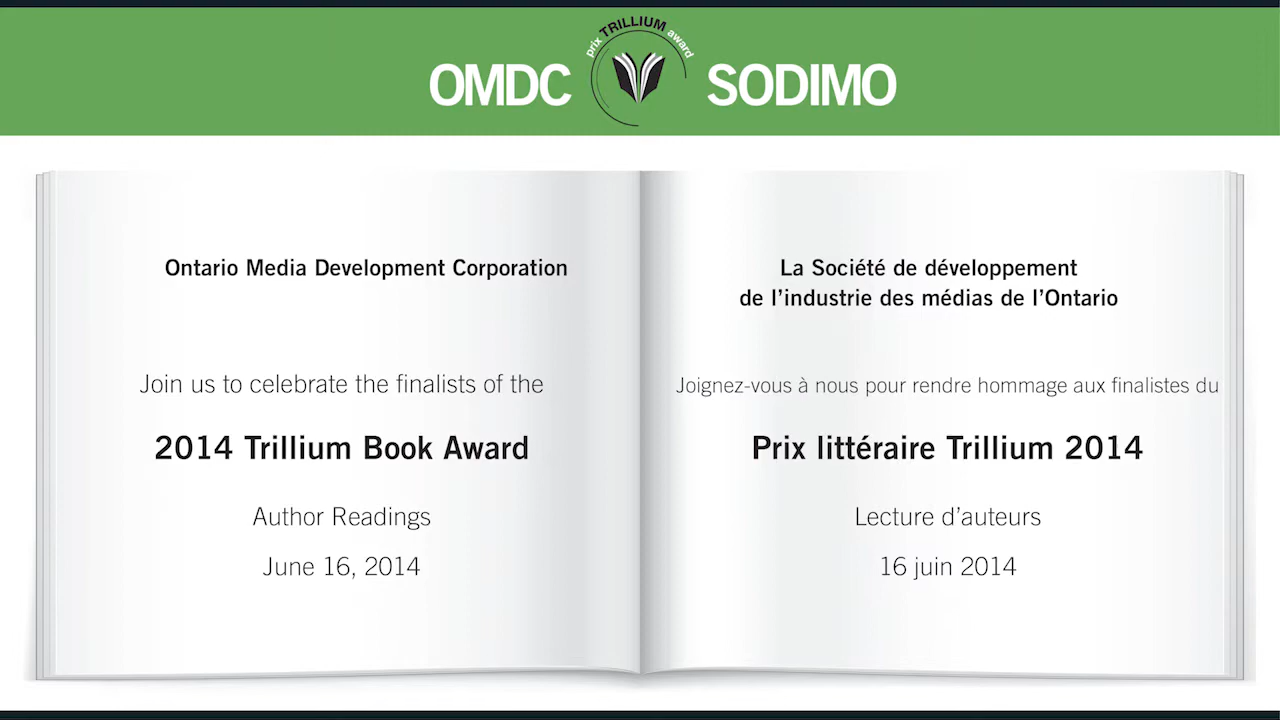 prix TRILLIUM award
OMDC SODIMO
Ontario Media Development Corporation
Join us to celebrate the finalists of the
2014 Trillium Book Award
Author Readings
June 16, 2014
La Société de développement
de l’industrie des médias de l’Ontario
Joignez-vous à nous pour rendre hommage aux finalistes du
Prix littéraire Trillium 2014
Lecture d’auteurs
16 juin 2014